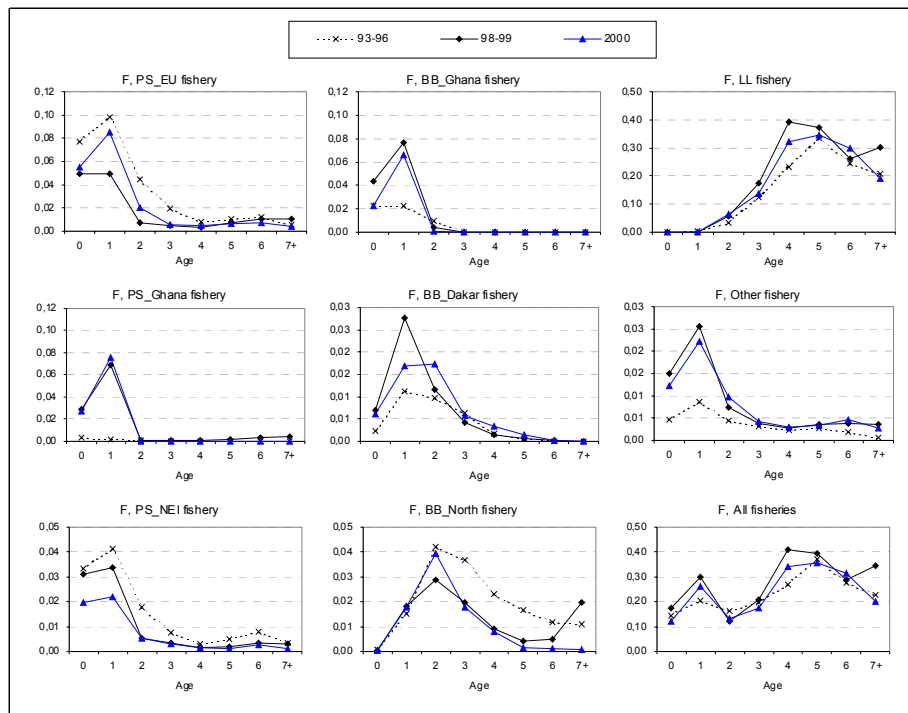 93-96 98-99 2000
F, PS_EU fishery
0,12
0,10
0,08
0,06
0,04
0,02
0,00
0 1 2 3 4 5 6 7+
Age
F, BB_Ghana fishery
0,12
0,10
0,08
0,06
0,04
0,02
0,00
0 1 2 3 4 5 6 7+
Age
F, LL fishery
0,50
0,40
0,30
0,20
0,10
0,00
0 1 2 3 4 5 6 7+
Age
F, PS_Ghana fishery
0,12
0,10
0,08
0,06
0,04
0,02
0,00
0 1 2 3 4 5 6 7+
Age
F, BB_Dakar fishery
0,03
0,03
0,02
0,02
0,01
0,01
0,00
0 1 2 3 4 5 6 7+
Age
F, Other fishery
0,03
0,03
0,02
0,02
0,01
0,01
0,00
0 1 2 3 4 5 6 7+
Age
F, PS_NEI fishery
0,05
0,04
0,03
0,02
0,01
0,00
0 1 2 3 4 5 6 7+
Age
F, BB_North fishery
0,05
0,04
0,03
0,02
0,01
0,00
0 1 2 3 4 5 6 7+
Age
F, All fisheries
0,50
0,40
0,30
0,20
0,10
0,00
0 1 2 3 4 5 6 7+
Age